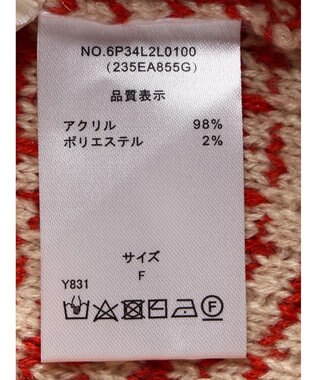 NO.6P34L2L0100
(235EA855G)
品質表示
アクリル 98%
ポリエステル 2%
サイズ
F
Y831
F